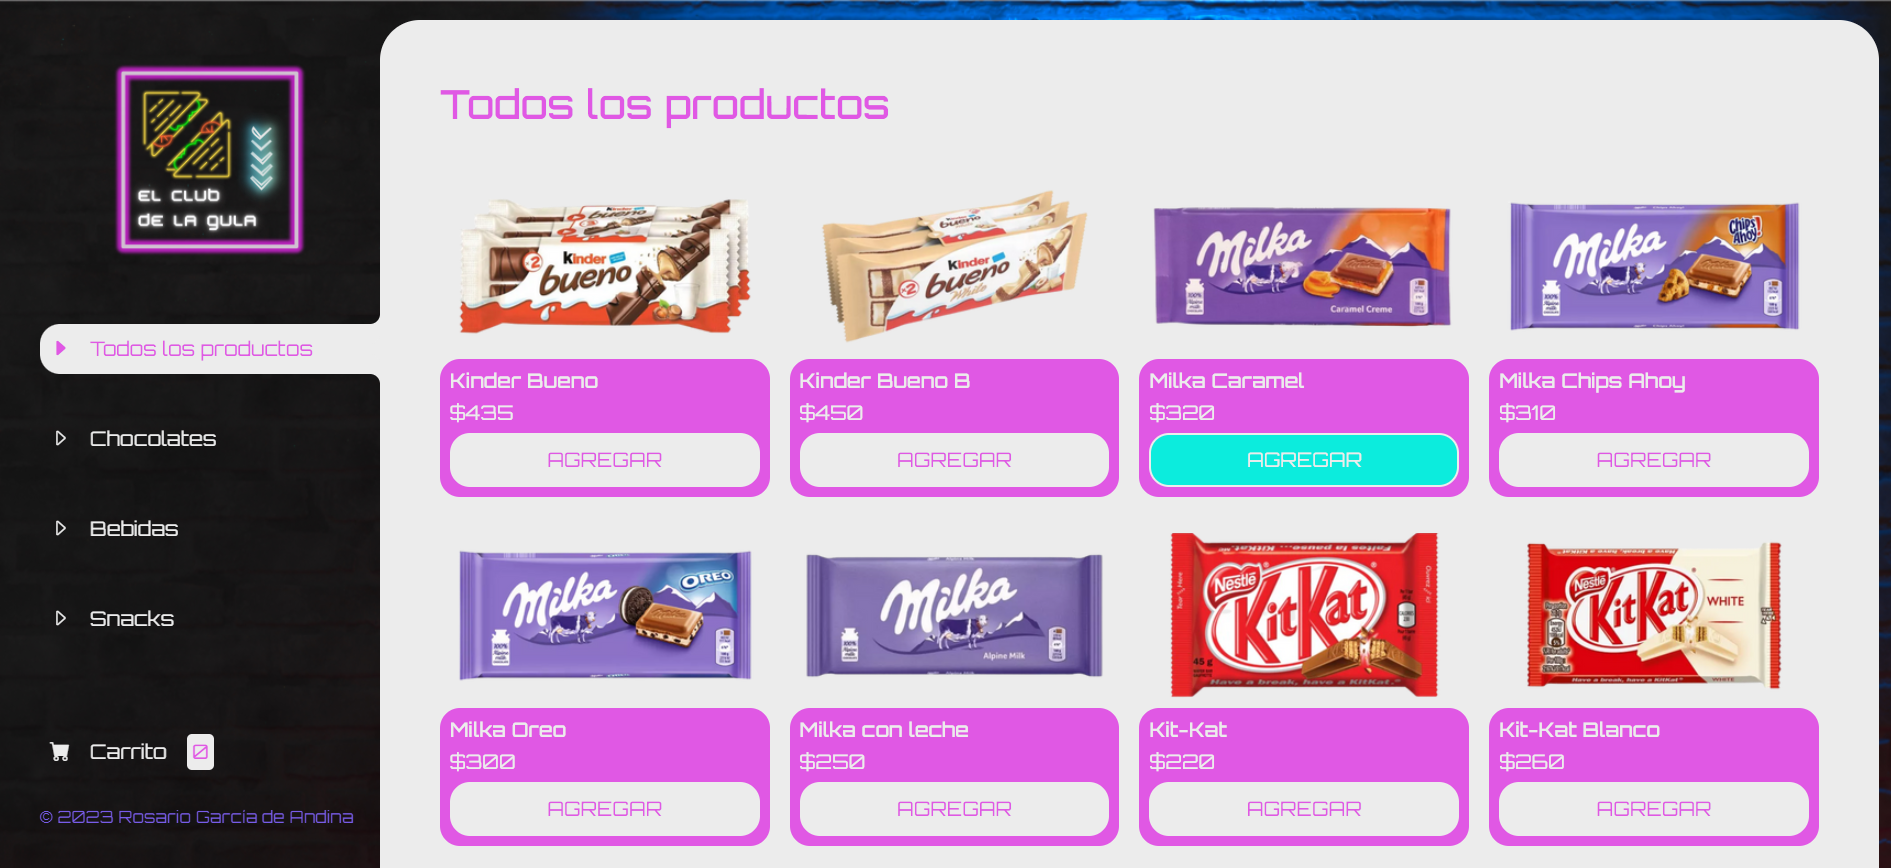 EL CLUB
DE LA GULA
Todos los productos
Chocolates
Bebidas
Snacks
Carrito 0
© 2023 Rosario García de Andina
Todos los productos
Kinder
bueno
x2
Kinder
bueno
White
x2
Milka
Caramel Creme
Milka
Chips Ahoy!
Kinder Bueno
$435
AGREGAR
Kinder Bueno B
$450
AGREGAR
Milka Caramel
$320
AGREGAR
Milka Chips Ahoy
$310
AGREGAR
Milka
OREO
Milka
Alpine Milk
Nestlé
KitKat
45 g
Have a break, have a KitKat
Nestlé
KitKat
WHITE
Have a break, have a KitKat
Milka Oreo
$300
AGREGAR
Milka con leche
$250
AGREGAR
Kit-Kat
$220
AGREGAR
Kit-Kat Blanco
$260
AGREGAR